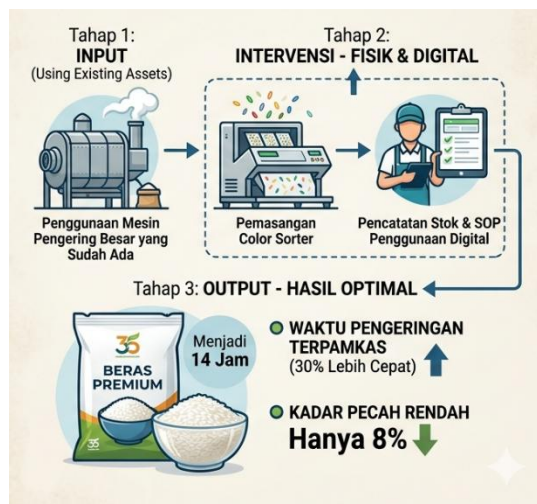 Tahap 1:
INPUT
(Using Existing Assets)
Penggunaan Mesin
Pengering Besar yang
Sudah Ada
Tahap 2:
INTERVENSI - FISIK & DIGITAL
Pemasangan
Color Sorter
Pencatatan Stok & SOP
Penggunaan Digital
Tahap 3: OUTPUT - HASIL OPTIMAL
35
BERAS
PREMIUM
35
Menjadi
14 Jam
WAKTU PENGERINGAN
TERPAMKAS
(30% Lebih Cepat)
KADAR PECAH RENDAH
Hanya 8%